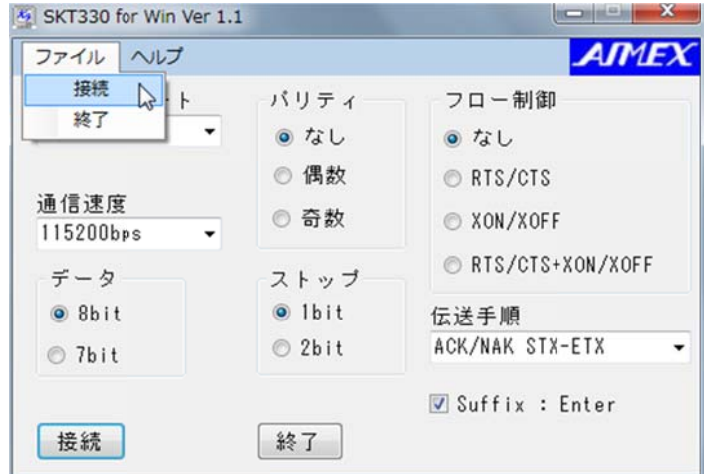 SKT330 for Win Ver 1.1
ファイル ヘルプ
AIMEX
接続
終了
ート
通信速度
115200bps
データ
8bit
7bit
パリティ
なし
偶数
奇数
ストップ
1bit
2bit
フロー制御
なし
RTS/CTS
XON/XOFF
RTS/CTS+XON/XOFF
伝送手順
ACK/NAK STX-ETX
Suffix : Enter
接続
終了